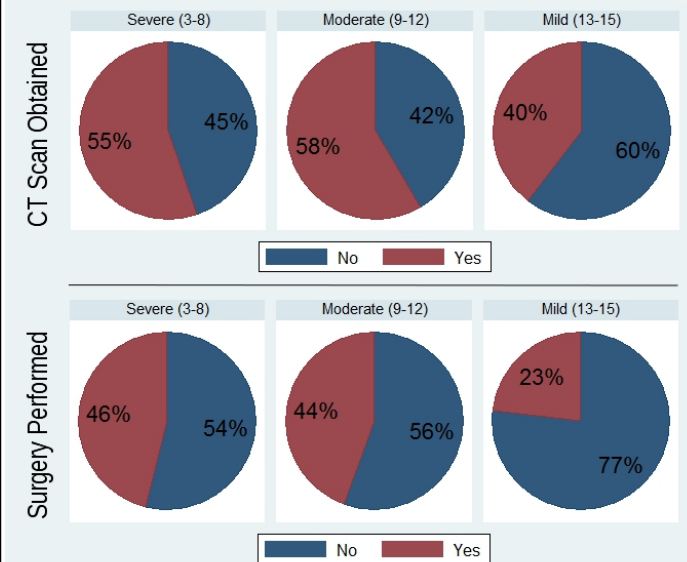 Severe (3-8) Moderate (9-12) Mild (13-15)
CT Scan Obtained
55% 45% 58% 42% 40% 60%
No Yes
Severe (3-8) Moderate (9-12) Mild (13-15)
Surgery Performed
46% 54% 44% 56% 23% 77%
No Yes